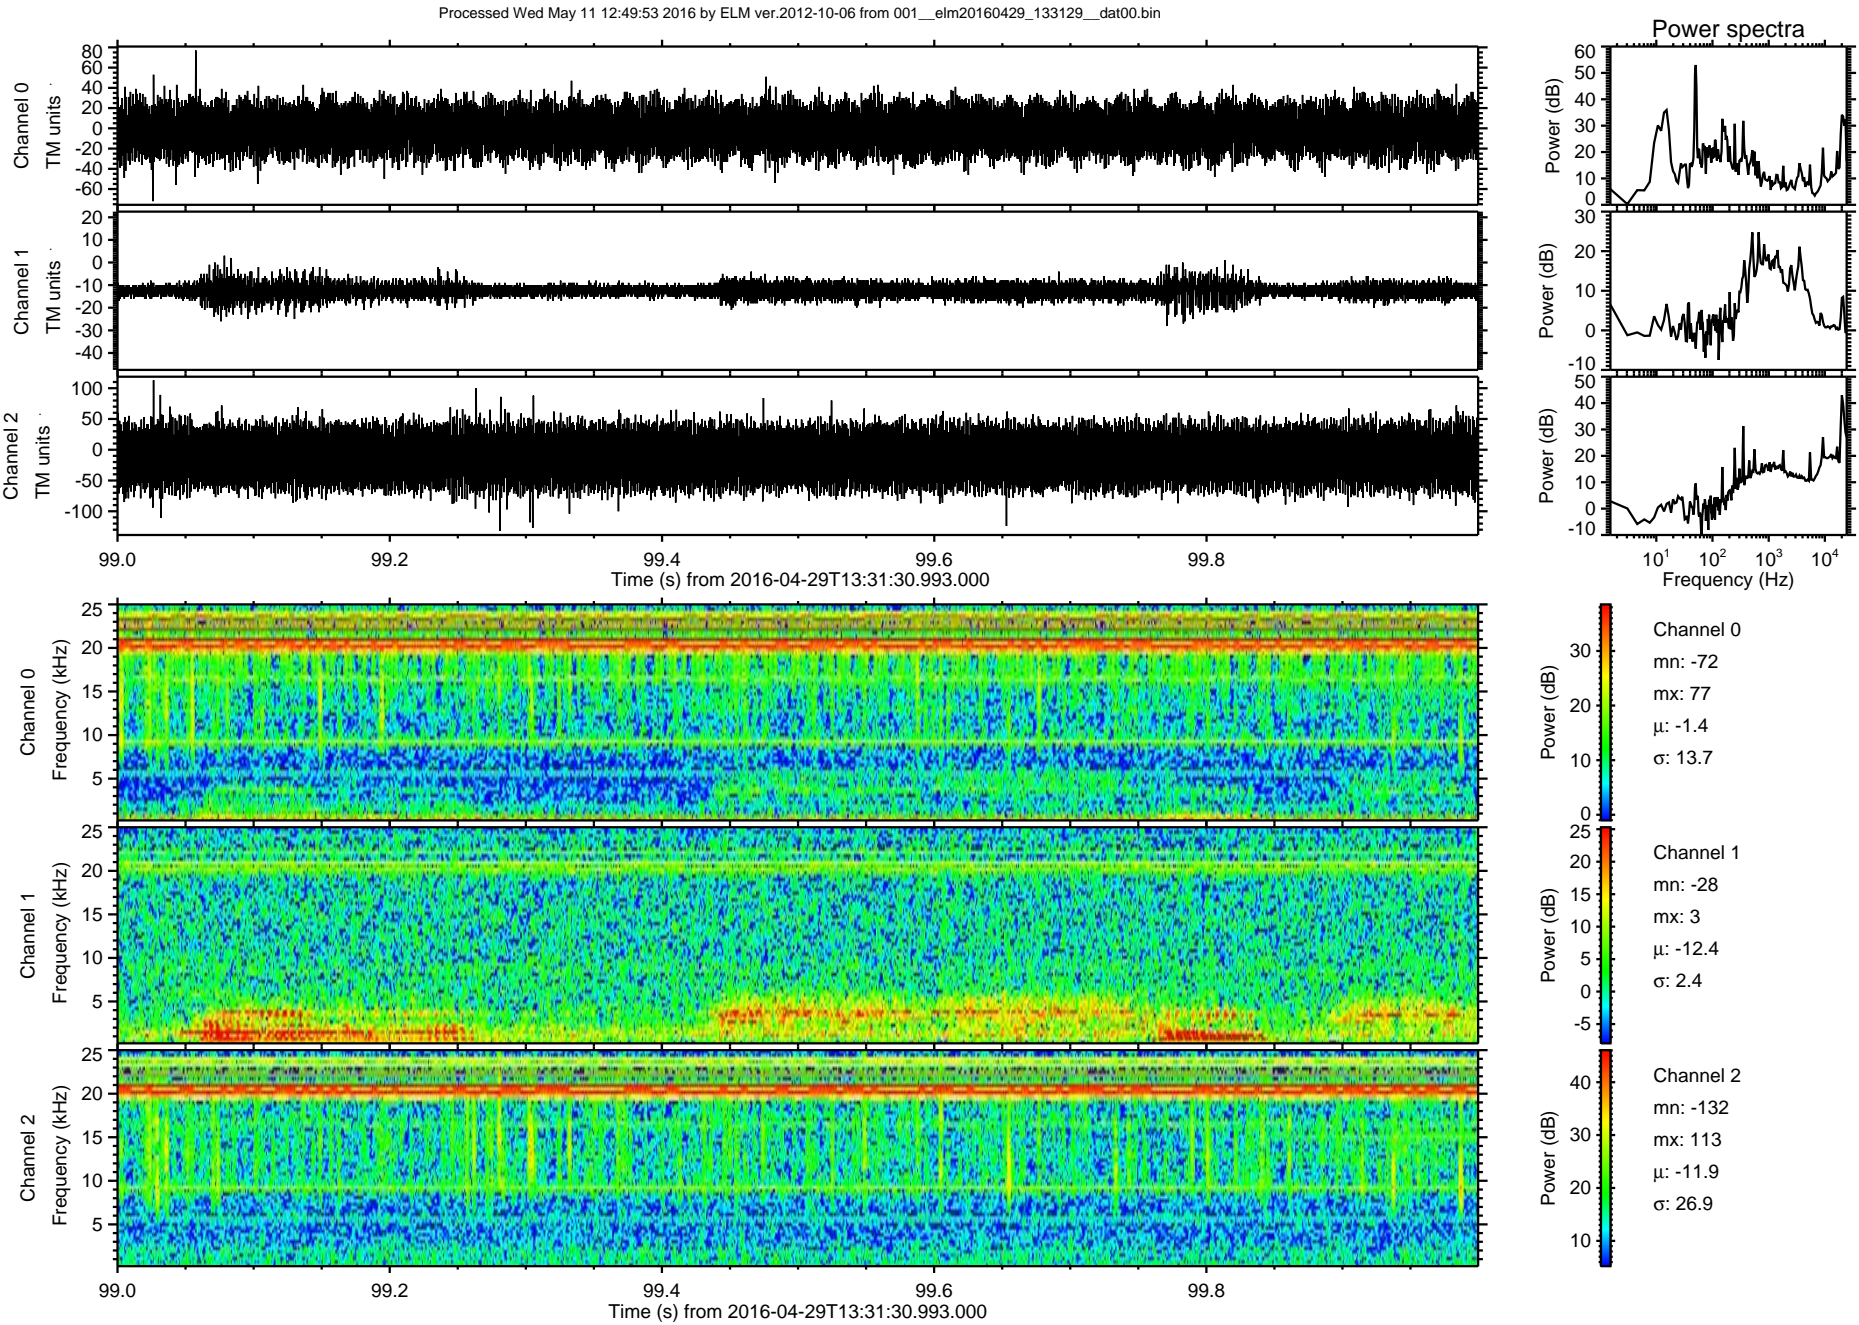 Processed Wed May 11 12:49:53 2016 by ELM ver.2012-10-06 from 001__elm20160429_133129__dat00.bin
Power spectra
Channel 0
TM units
80
60
40
20
0
-20
-40
-60
Power (dB)
60
50
40
30
20
10
0
Channel 1
TM units
20
10
0
-10
-20
-30
-40
Power (dB)
30
20
10
0
-10
Channel 2
TM units
100
50
0
-50
-100
Power (dB)
50
40
30
20
10
0
-10
99.0 99.2 99.4 99.6 99.8
Time (s) from 2016-04-29T13:31:30.993.000
10^1 10^2 10^3 10^4
Frequency (Hz)
Channel 0
Frequency (kHz)
25
20
15
10
5
Power (dB)
30
20
10
0
Channel 0
mn: -72
mx: 77
μ: -1.4
σ: 13.7
Channel 1
Frequency (kHz)
25
20
15
10
5
Power (dB)
25
20
15
10
5
0
-5
Channel 1
mn: -28
mx: 3
μ: -12.4
σ: 2.4
Channel 2
Frequency (kHz)
25
20
15
10
5
Power (dB)
40
30
20
10
Channel 2
mn: -132
mx: 113
μ: -11.9
σ: 26.9
99.0 99.2 99.4 99.6 99.8
Time (s) from 2016-04-29T13:31:30.993.000